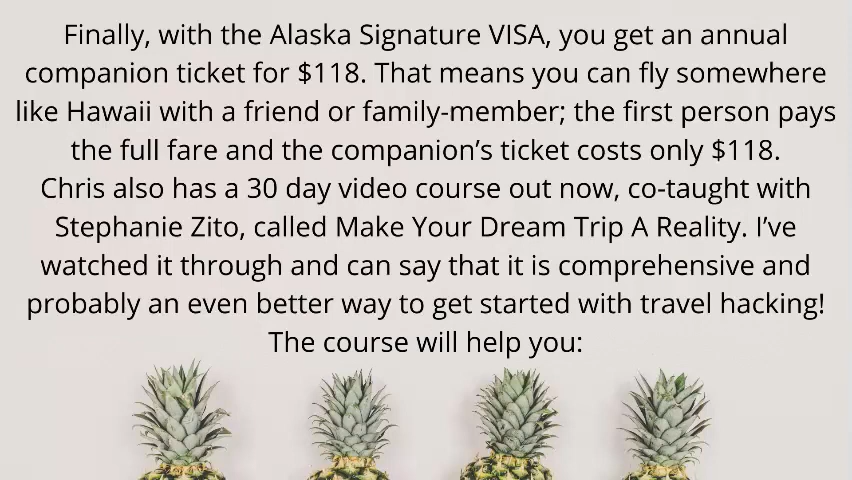 Finally, with the Alaska Signature VISA, you get an annual
companion ticket for $118. That means you can fly somewhere
like Hawaii with a friend or family-member; the first person pays
the full fare and the companion’s ticket costs only $118.
Chris also has a 30 day video course out now, co-taught with
Stephanie Zito, called Make Your Dream Trip A Reality. I’ve
watched it through and can say that it is comprehensive and
probably an even better way to get started with travel hacking!
The course will help you: